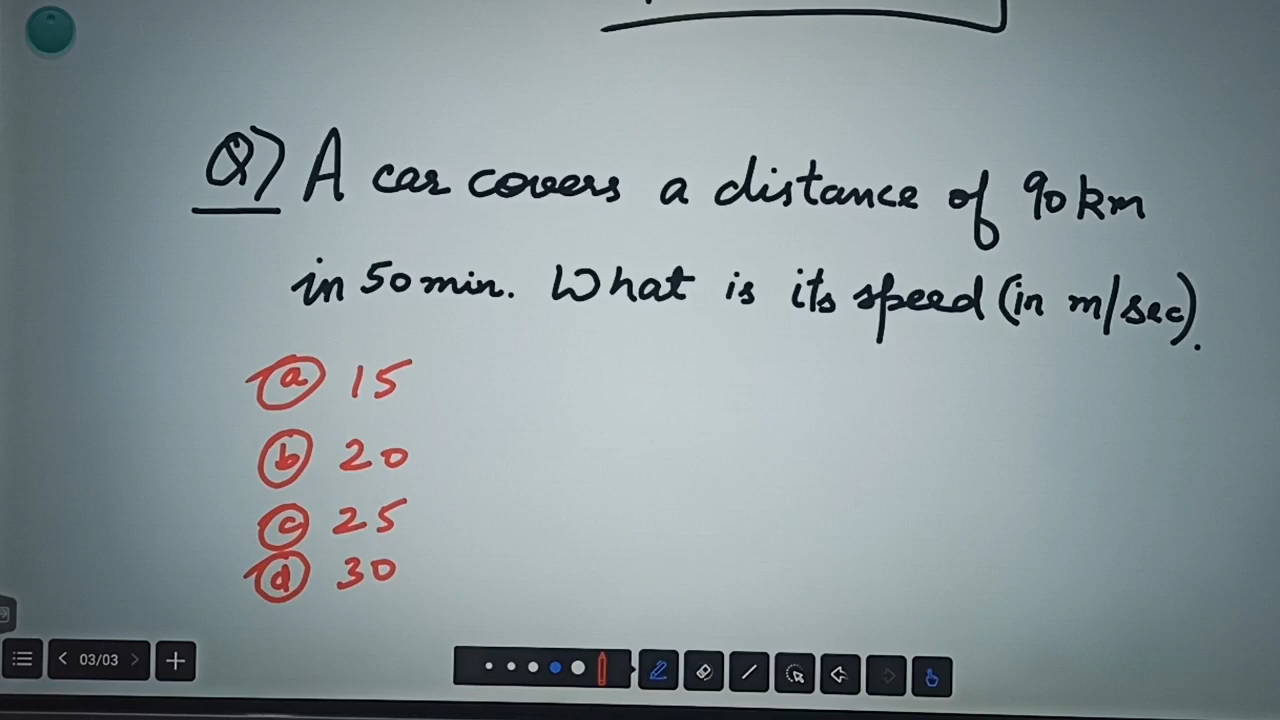 Q) A car covers a distance of 90 km
in 50 min. What is its speed (in m/sec).
a 15
b 20
c 25
d 30
03/03